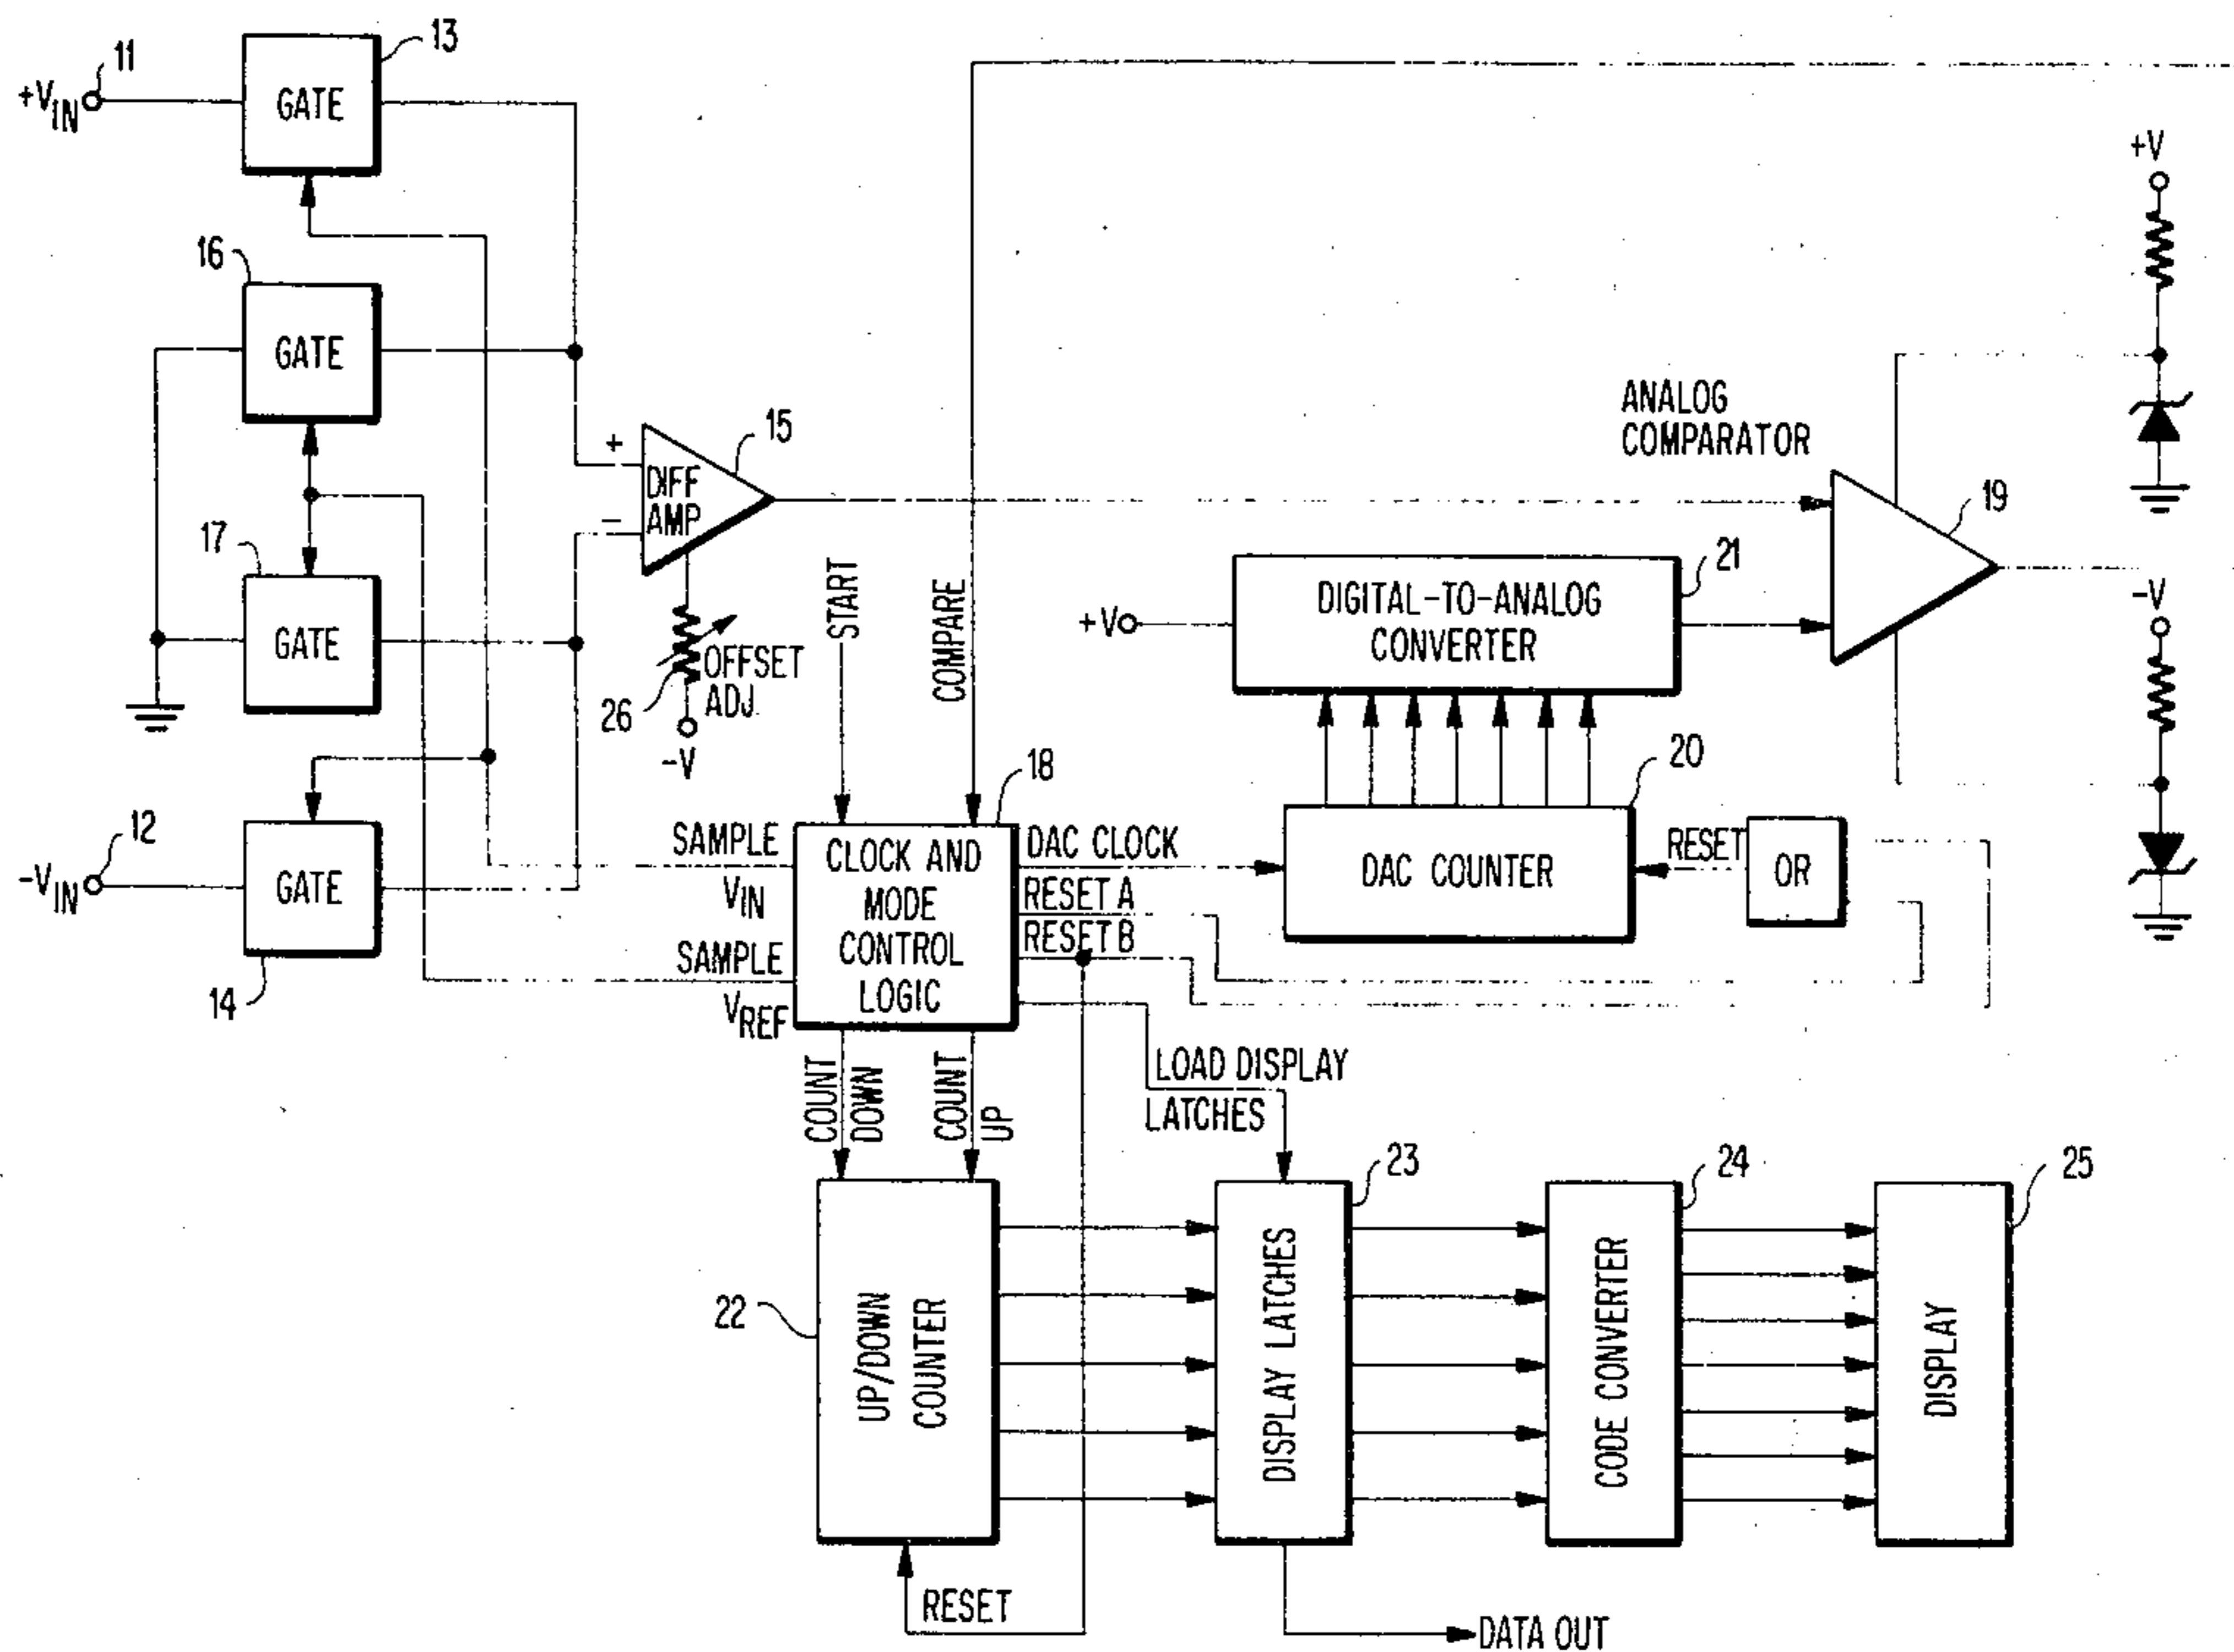 13
11
+VIN
GATE
+V
16
GATE
ANALOG
COMPARATOR
15
+
DIFF
AMP
-
19
17
GATE
START
COMPARE
21
DIGITAL-TO-ANALOG
CONVERTER
+V
-V
OFFSET
ADJ.
26
-V
18
20
12
-VIN
GATE
14
SAMPLE
VIN
SAMPLE
VREF
CLOCK AND
MODE
CONTROL
LOGIC
DAC CLOCK
RESET A
RESET B
DAC COUNTER
RESET
OR
COUNT
DOWN
COUNT
UP
LOAD DISPLAY
LATCHES
23
24
25
22
UP/DOWN
COUNTER
DISPLAY LATCHES
CODE CONVERTER
DISPLAY
RESET
DATA OUT